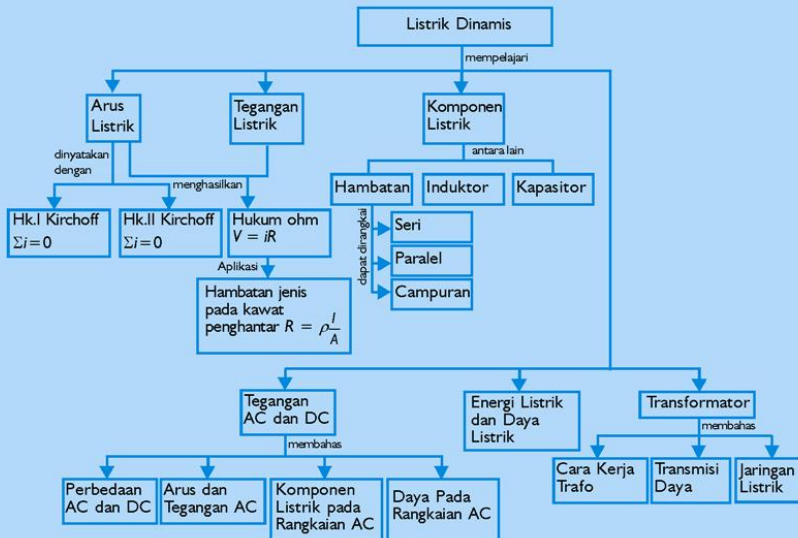 Listrik Dinamis
mempelajari
Arus
Listrik
Tegangan
Listrik
Komponen
Listrik
dinyatakan
dengan
menghasilkan
antara lain
Hambatan
Induktor
Kapasitor
Hk.I Kirchoff
Σi=0
Hk.II Kirchoff
Σi=0
Hukum ohm
V = iR
dapat dirangkai
Seri
Paralel
Campuran
Aplikasi
Hambatan jenis
pada kawat
penghantar R = ρ l/A
Tegangan
AC dan DC
Energi Listrik
dan Daya
Listrik
Transformator
membahas
membahas
Perbedaan
AC dan DC
Arus dan
Tegangan AC
Komponen
Listrik pada
Rangkaian AC
Daya Pada
Rangkaian AC
Cara Kerja
Trafo
Transmisi
Daya
Jaringan
Listrik